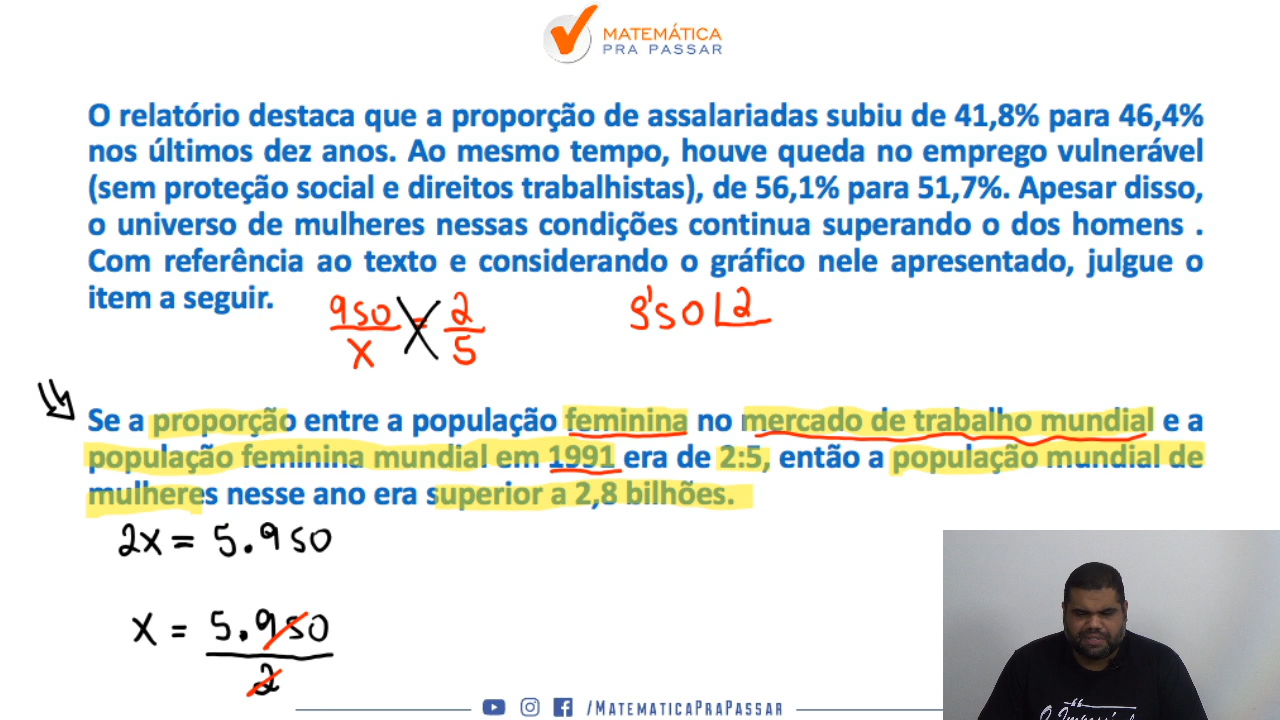 MATEMÁTICA
PRA PASSAR
O relatório destaca que a proporção de assalariadas subiu de 41,8% para 46,4%
nos últimos dez anos. Ao mesmo tempo, houve queda no emprego vulnerável
(sem proteção social e direitos trabalhistas), de 56,1% para 51,7%. Apesar disso,
o universo de mulheres nessas condições continua superando o dos homens .
Com referência ao texto e considerando o gráfico nele apresentado, julgue o
item a seguir.
950/x = 2/5
950 2
Se a proporção entre a população feminina no mercado de trabalho mundial e a
população feminina mundial em 1991 era de 2:5, então a população mundial de
mulheres nesse ano era superior a 2,8 bilhões.
2x = 5.950
x = 5.950/2
/MATEMATICAPRAPASSAR